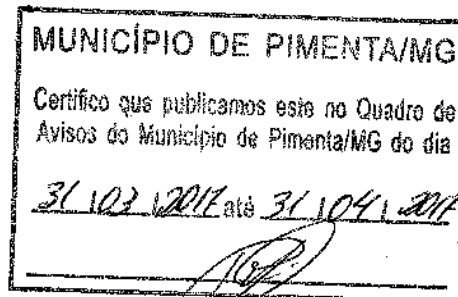 MUNICÍPIO DE PIMENTA/MG
Certifico que publicamos este no Quadro de
Avisos do Município de Pimenta/MG do dia
31 / 03 / 2017 até 31 / 04 / 2017